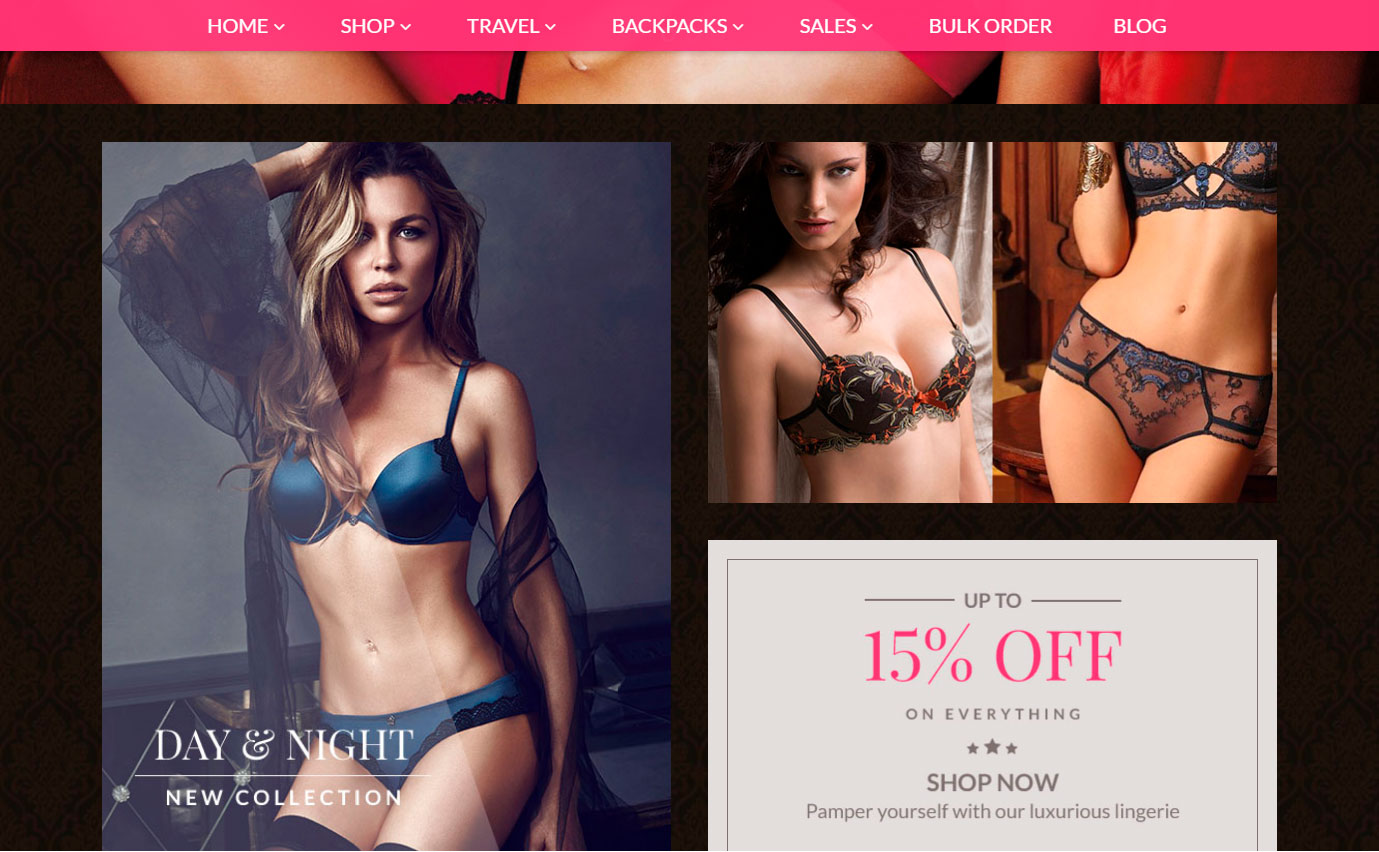 HOME SHOP TRAVEL BACKPACKS SALES BULK ORDER BLOG
DAY & NIGHT
NEW COLLECTION
UP TO
15% OFF
ON EVERYTHING
SHOP NOW
Pamper yourself with our luxurious lingerie